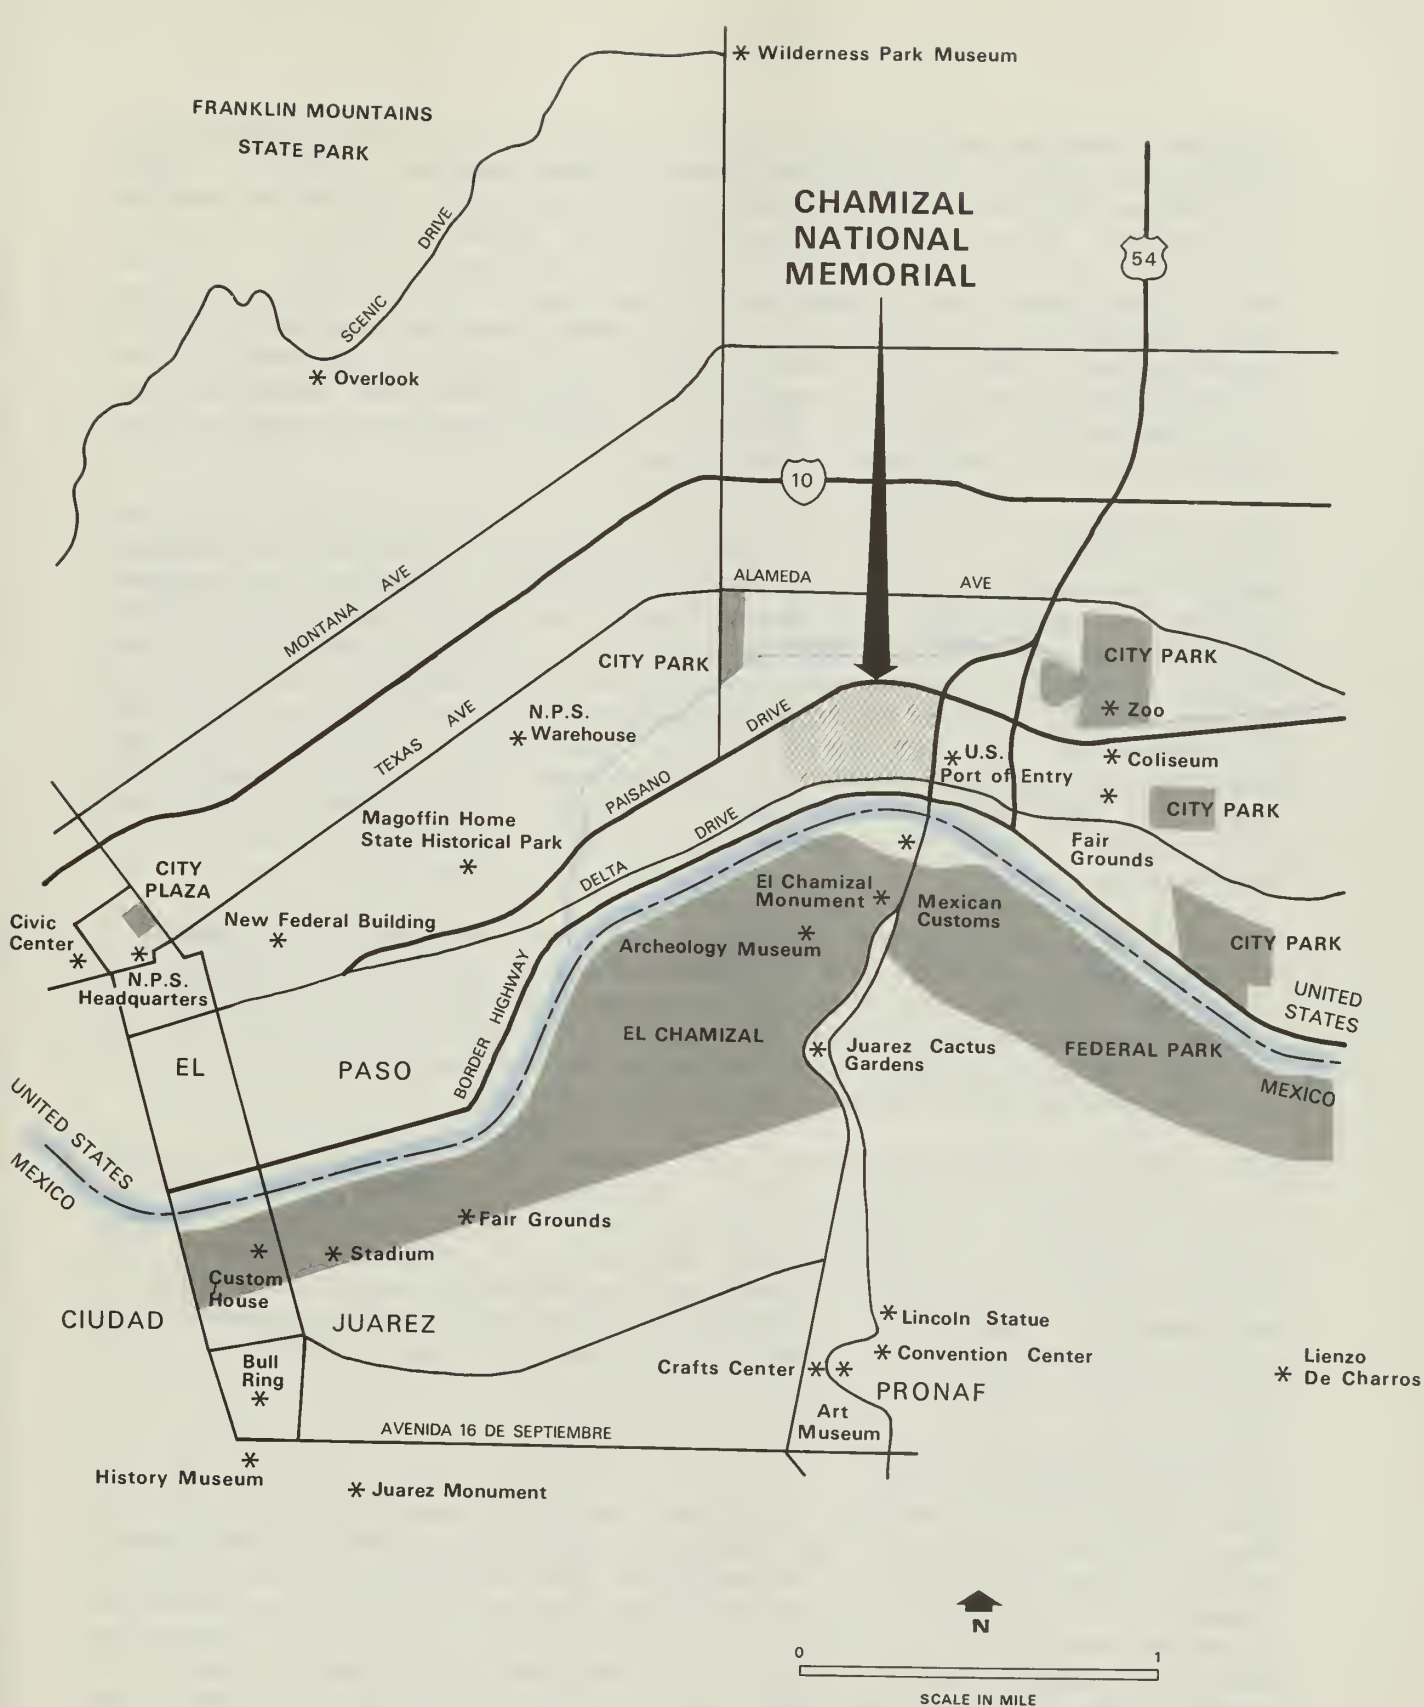 Wilderness Park Museum
FRANKLIN MOUNTAINS
STATE PARK
CHAMIZAL
NATIONAL
MEMORIAL
54
SCENIC DRIVE
Overlook
10
MONTANA AVE
ALAMEDA AVE
CITY PARK
CITY PARK
Zoo
TEXAS AVE
N.P.S.
Warehouse
PAISANO DRIVE
U.S.
Port of Entry
Coliseum
CITY PARK
Magoffin Home
State Historical Park
DELTA DRIVE
Fair
Grounds
CITY
PLAZA
Civic
Center
New Federal Building
N.P.S.
Headquarters
El Chamizal
Monument
Mexican
Customs
Archeology Museum
CITY PARK
BORDER HIGHWAY
UNITED
STATES
EL CHAMIZAL
Juarez Cactus
Gardens
FEDERAL PARK
MEXICO
EL PASO
UNITED STATES
MEXICO
Fair Grounds
Stadium
Custom
House
CIUDAD JUAREZ
Lincoln Statue
Convention Center
Crafts Center
PRONAF
Lienzo
De Charros
Bull
Ring
Art
Museum
AVENIDA 16 DE SEPTIEMBRE
History Museum
Juarez Monument
N
0 1
SCALE IN MILE